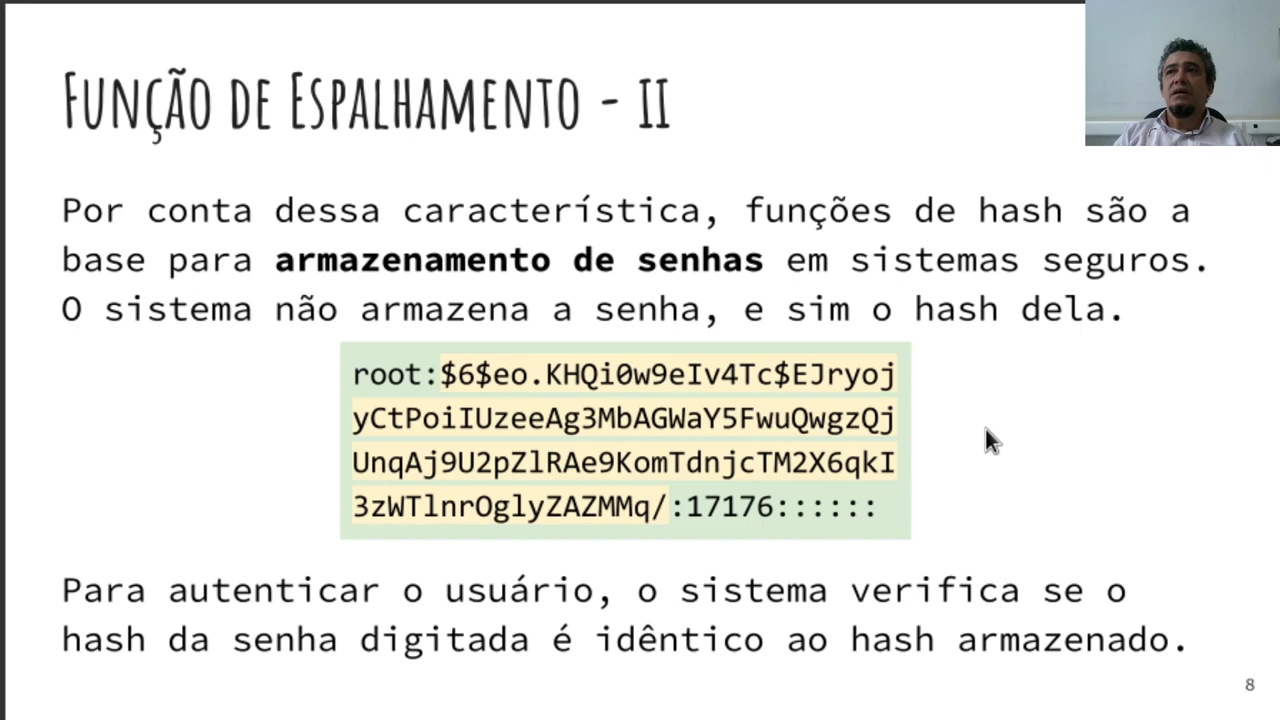 Função de Espalhamento - II
Por conta dessa característica, funções de hash são a
base para armazenamento de senhas em sistemas seguros.
O sistema não armazena a senha, e sim o hash dela.
root:$6$eo.KHQi0w9eIv4Tc$EJryoj
yCtPoiIUzeeAg3MbAGWaY5FwuQwgzQj
UnqAj9U2pZlRAe9KomTdnjcTM2X6qkI
3zWTlnrOglyZAZMMq/:17176::::::
Para autenticar o usuário, o sistema verifica se o
hash da senha digitada é idêntico ao hash armazenado.
8